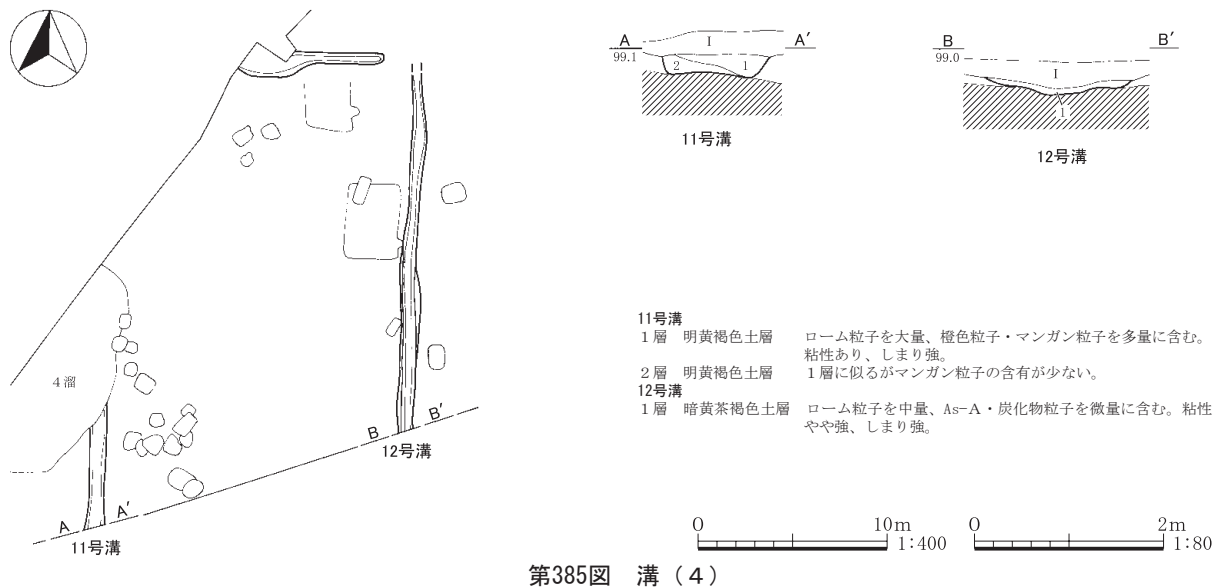 A A′
99.1
I
2 1
11号溝
B B′
99.0
I
1
12号溝
4溜
A A′
11号溝
B B′
12号溝
11号溝
1層 明黄褐色土層 ローム粒子を大量、橙色粒子・マンガン粒子を多量に含む。
粘性あり、しまり強。
2層 明黄褐色土層 1層に似るがマンガン粒子の含有が少ない。
12号溝
1層 暗黄茶褐色土層 ローム粒子を中量、As-A・炭化物粒子を微量に含む。粘性
やや強、しまり強。
0 10m
1:400
0 2m
1:80
第385図 溝（4）